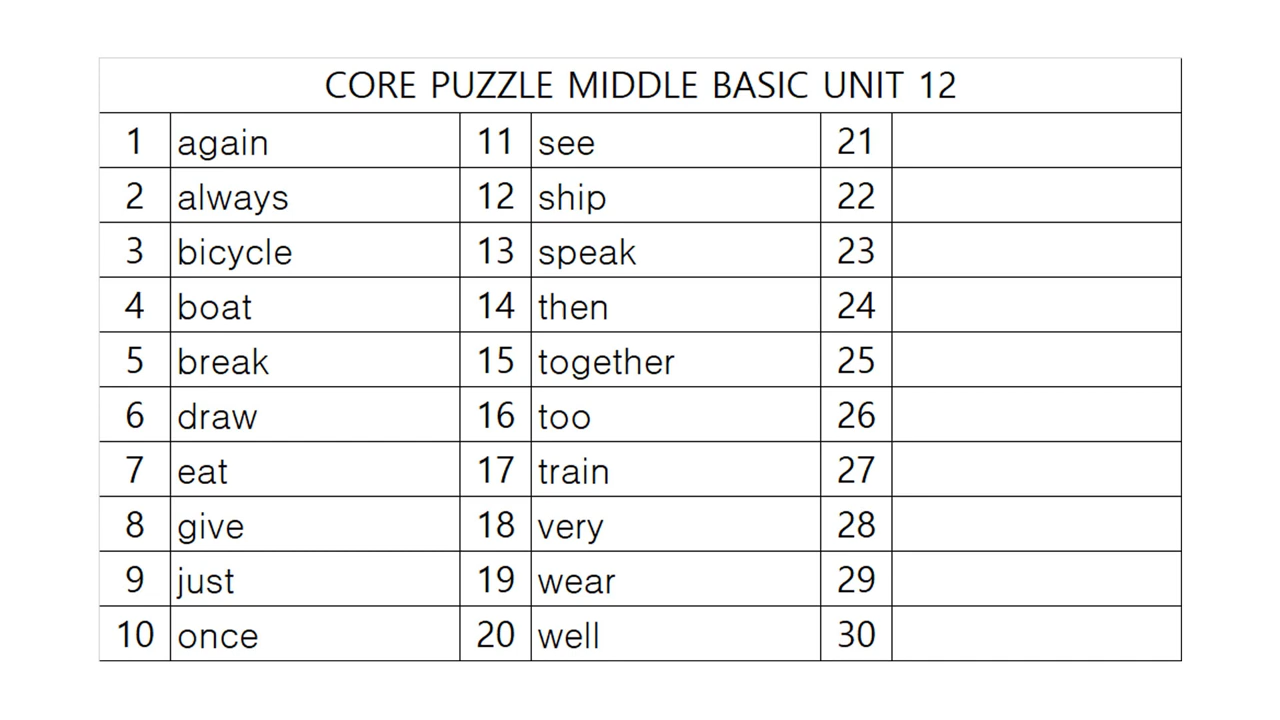 CORE PUZZLE MIDDLE BASIC UNIT 12
1 again 11 see 21
2 always 12 ship 22
3 bicycle 13 speak 23
4 boat 14 then 24
5 break 15 together 25
6 draw 16 too 26
7 eat 17 train 27
8 give 18 very 28
9 just 19 wear 29
10 once 20 well 30